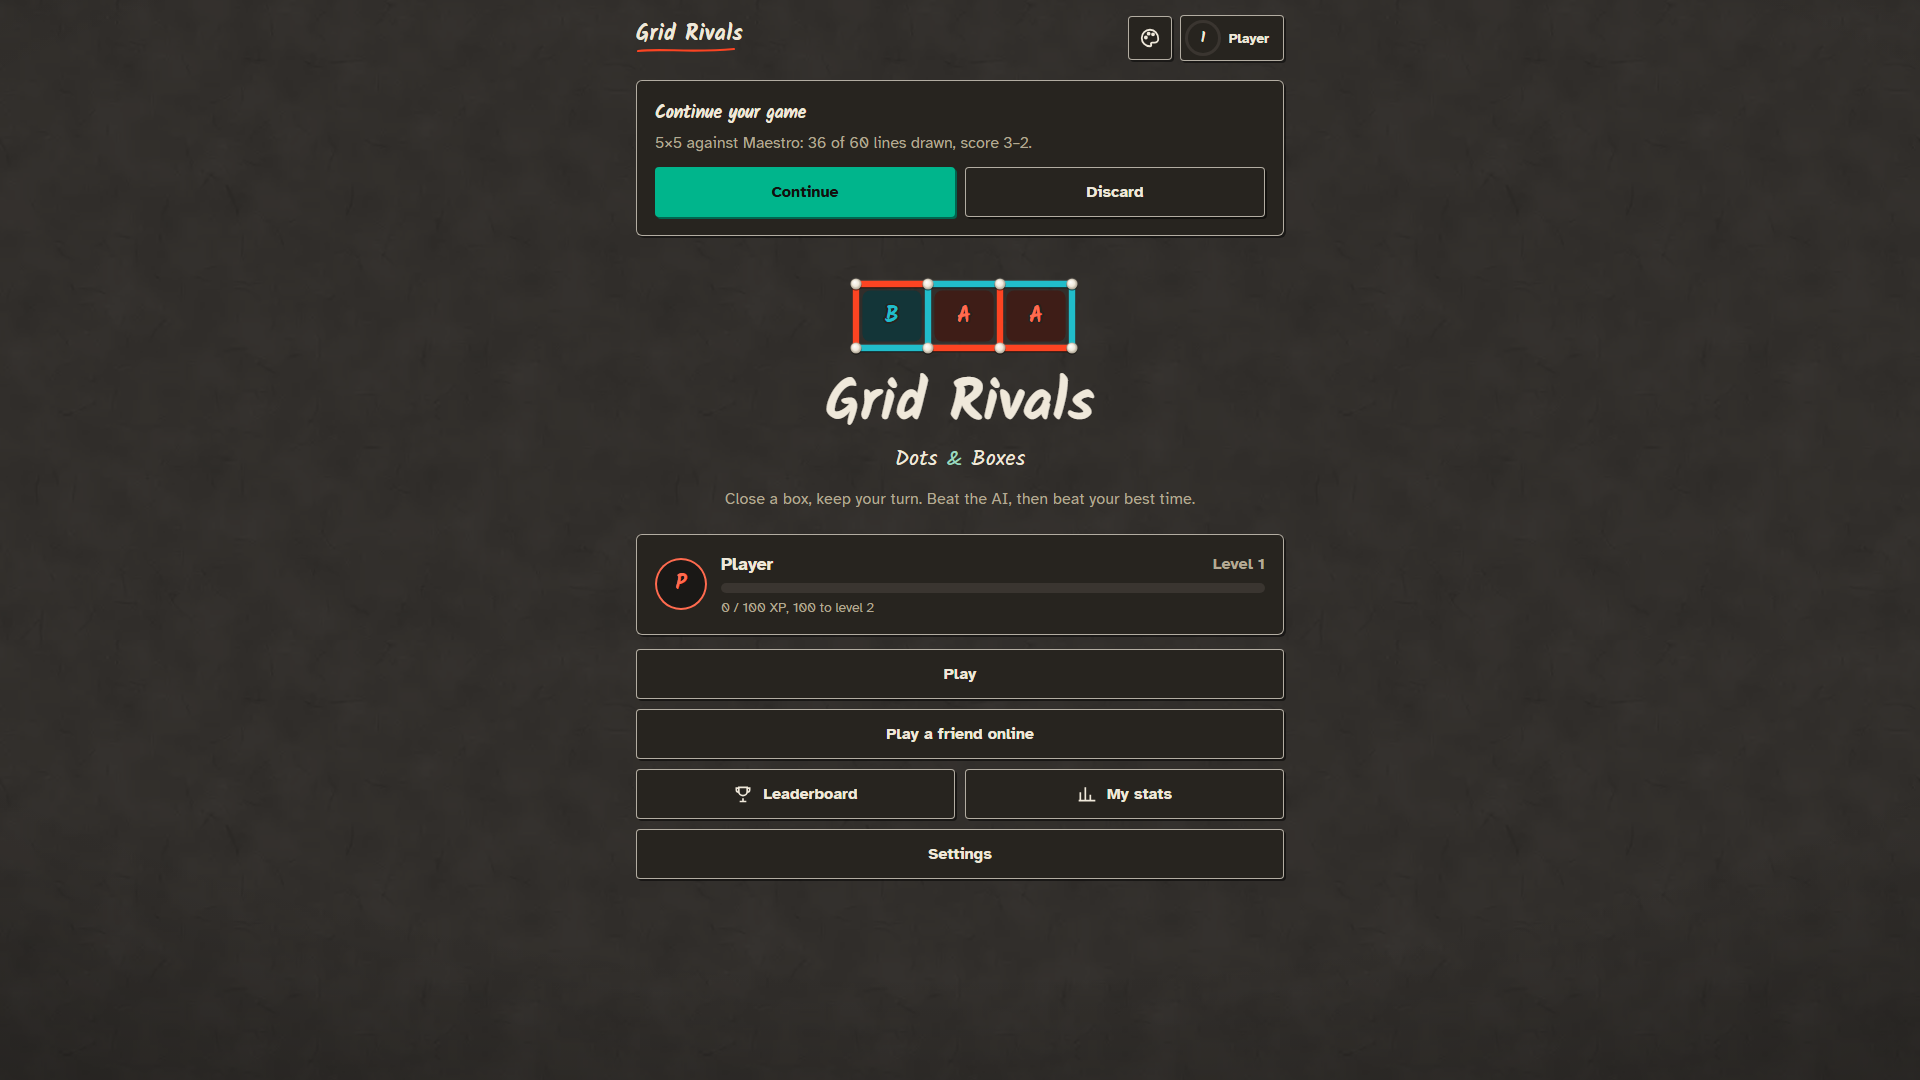 Grid Rivals
1 Player
Continue your game
5×5 against Maestro: 36 of 60 lines drawn, score 3–2.
Continue Discard
B A A
Grid Rivals
Dots & Boxes
Close a box, keep your turn. Beat the AI, then beat your best time.
P Player Level 1
0 / 100 XP, 100 to level 2
Play
Play a friend online
Leaderboard My stats
Settings